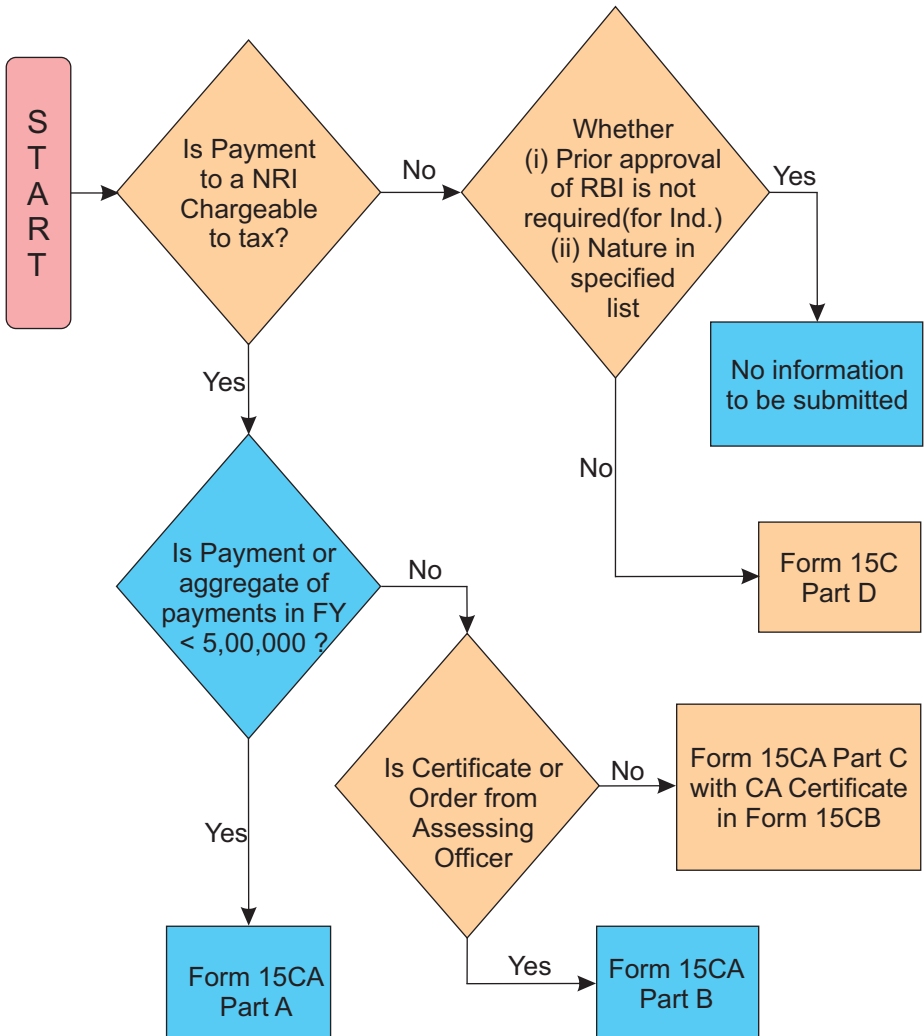 START
Is Payment
to a NRI
Chargeable
to tax?
No
Whether
(i) Prior approval
of RBI is not
required(for Ind.)
(ii) Nature in
specified
list
Yes
No information
to be submitted
Yes
No
Form 15C
Part D
Is Payment or
aggregate of
payments in FY
< 5,00,000 ?
No
Is Certificate or
Order from
Assessing
Officer
No
Form 15CA Part C
with CA Certificate
in Form 15CB
Yes
Form 15CA
Part A
Yes
Form 15CA
Part B